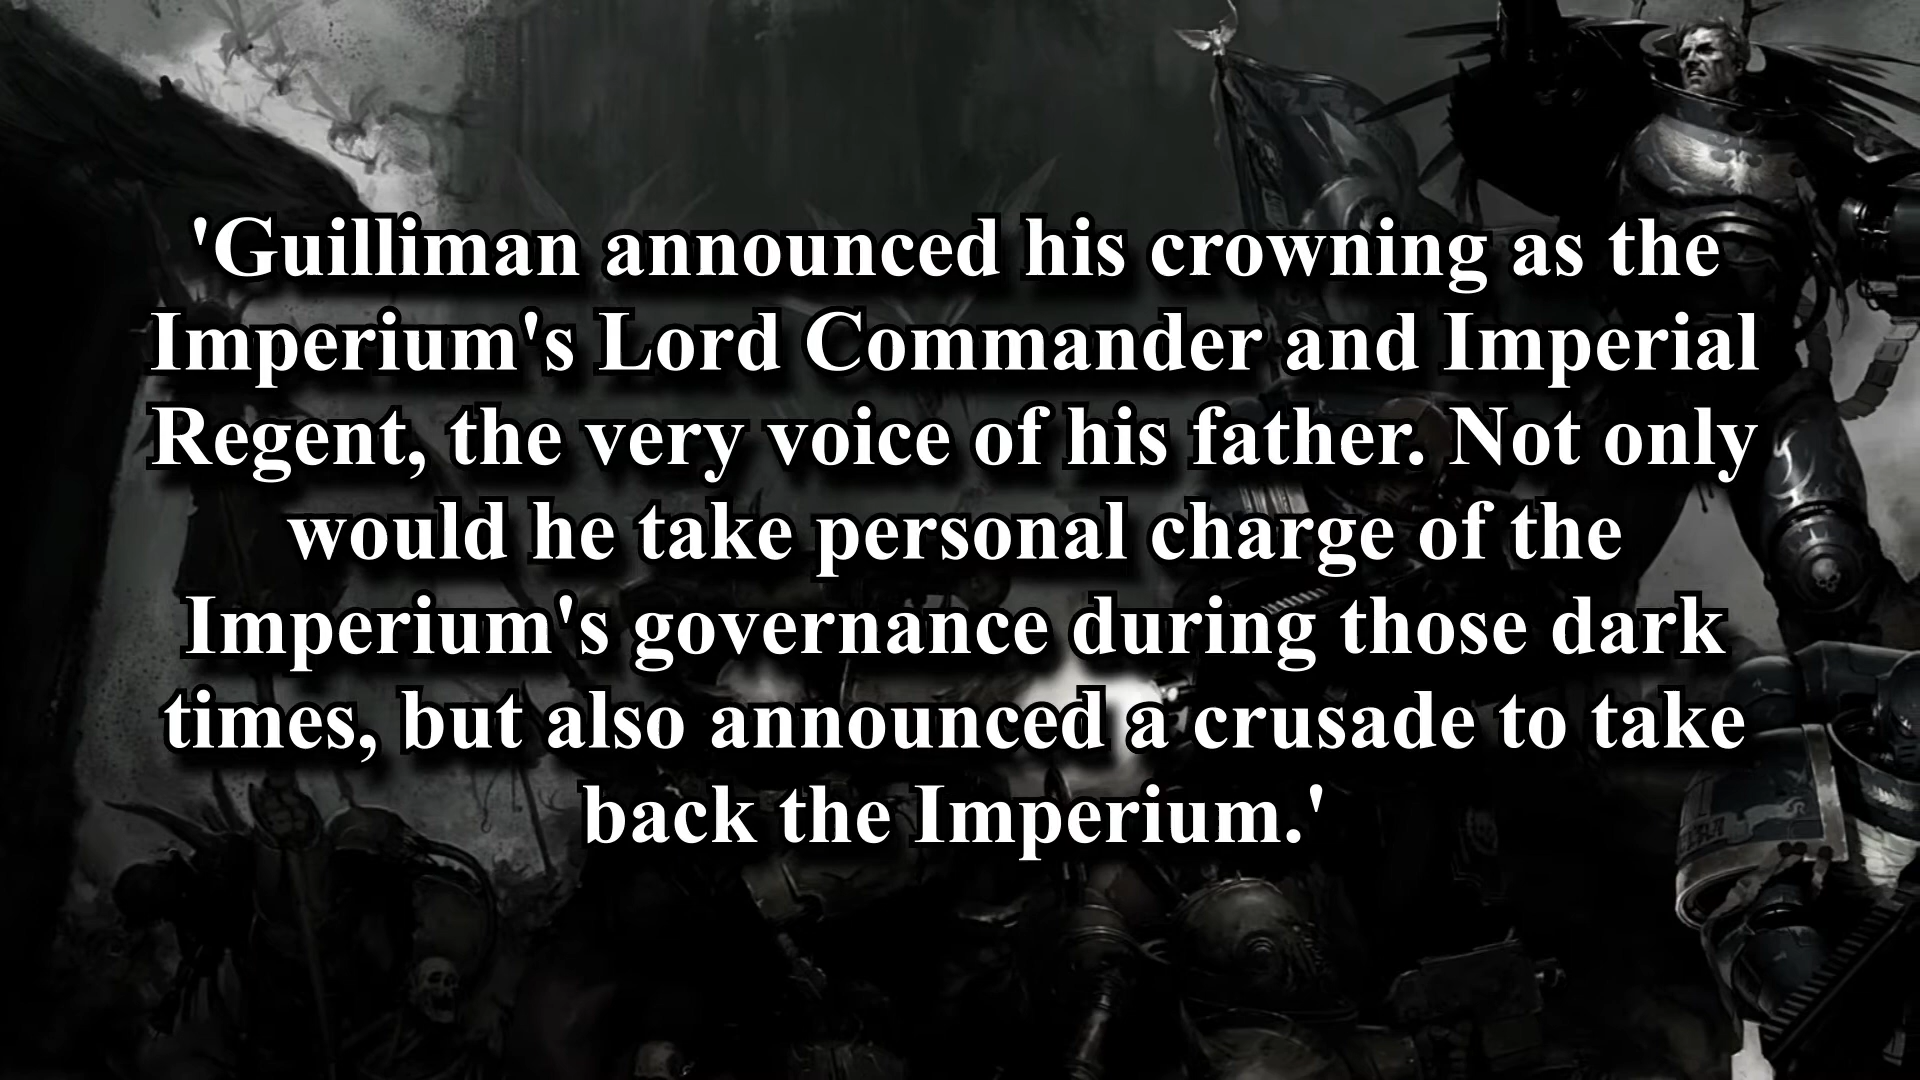 'Guilliman announced his crowning as the
Imperium's Lord Commander and Imperial
Regent, the very voice of his father. Not only
would he take personal charge of the
Imperium's governance during those dark
times, but also announced a crusade to take
back the Imperium.'